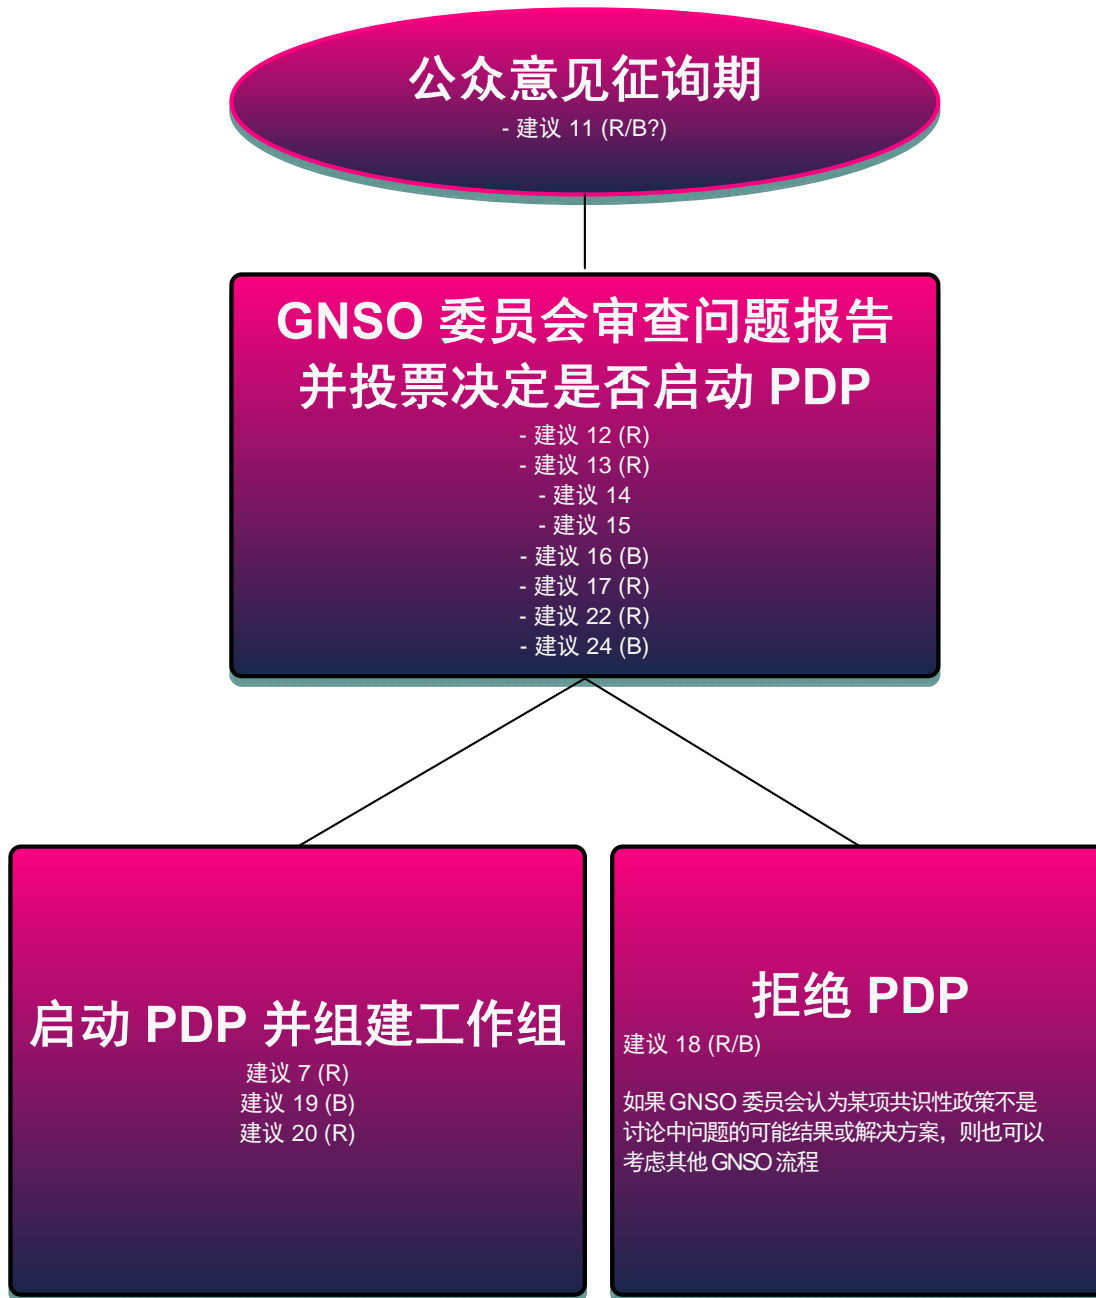 公众意见征询期
- 建议 11 (R/B?)
GNSO 委员会审查问题报告
并投票决定是否启动 PDP
- 建议 12 (R)
- 建议 13 (R)
- 建议 14
- 建议 15
- 建议 16 (B)
- 建议 17 (R)
- 建议 22 (R)
- 建议 24 (B)
启动 PDP 并组建工作组
建议 7 (R)
建议 19 (B)
建议 20 (R)
拒绝 PDP
建议 18 (R/B)
如果 GNSO 委员会认为某项共识性政策不是
讨论中问题的可能结果或解决方案，则也可以
考虑其他 GNSO 流程